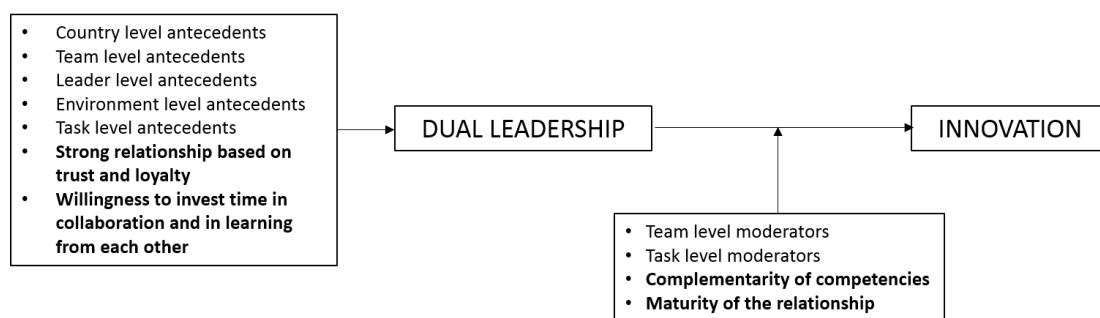 • Country level antecedents
• Team level antecedents
• Leader level antecedents
• Environment level antecedents
• Task level antecedents
• Strong relationship based on
trust and loyalty
• Willingness to invest time in
collaboration and in learning
from each other
DUAL LEADERSHIP
INNOVATION
• Team level moderators
• Task level moderators
• Complementarity of competencies
• Maturity of the relationship